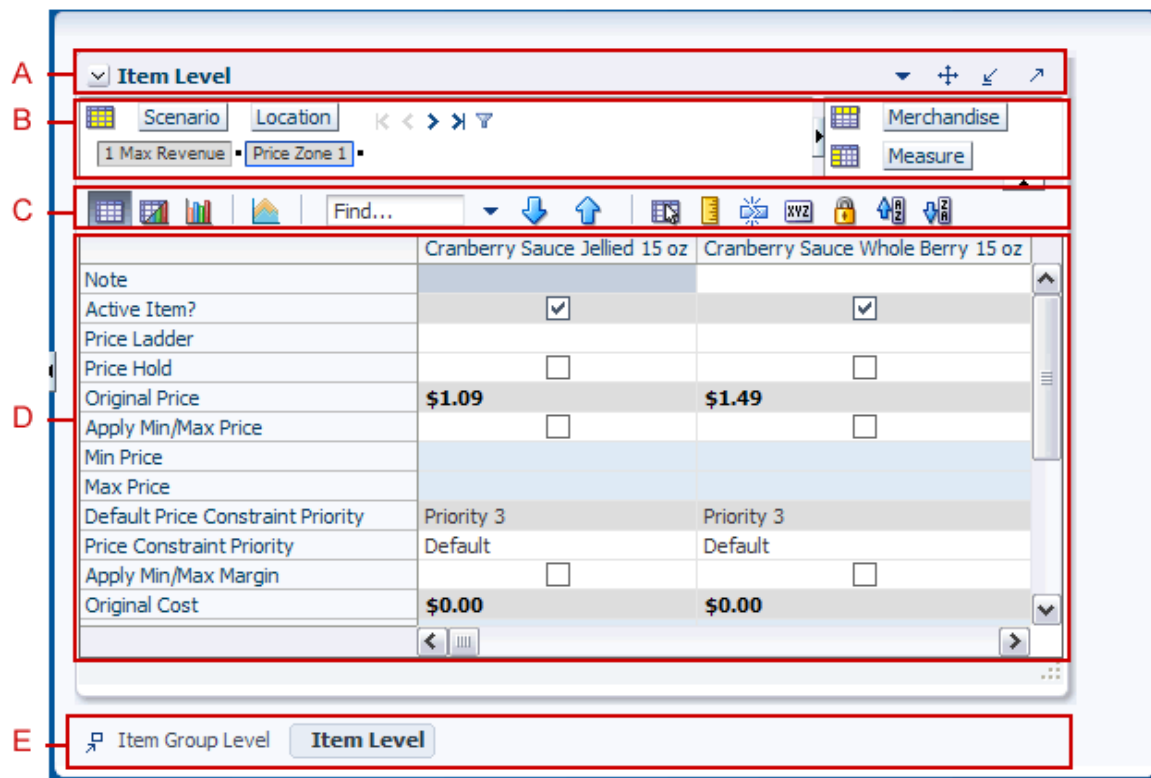 A
Item Level
B
Scenario Location
Merchandise
1 Max Revenue Price Zone 1
Measure
C
Find...
XYZ
A Z
Z A
Cranberry Sauce Jellied 15 oz Cranberry Sauce Whole Berry 15 oz
Note
Active Item?
Price Ladder
Price Hold
Original Price $1.09 $1.49
D
Apply Min/Max Price
Min Price
Max Price
Default Price Constraint Priority Priority 3 Priority 3
Price Constraint Priority Default Default
Apply Min/Max Margin
Original Cost $0.00 $0.00
E
Item Group Level Item Level